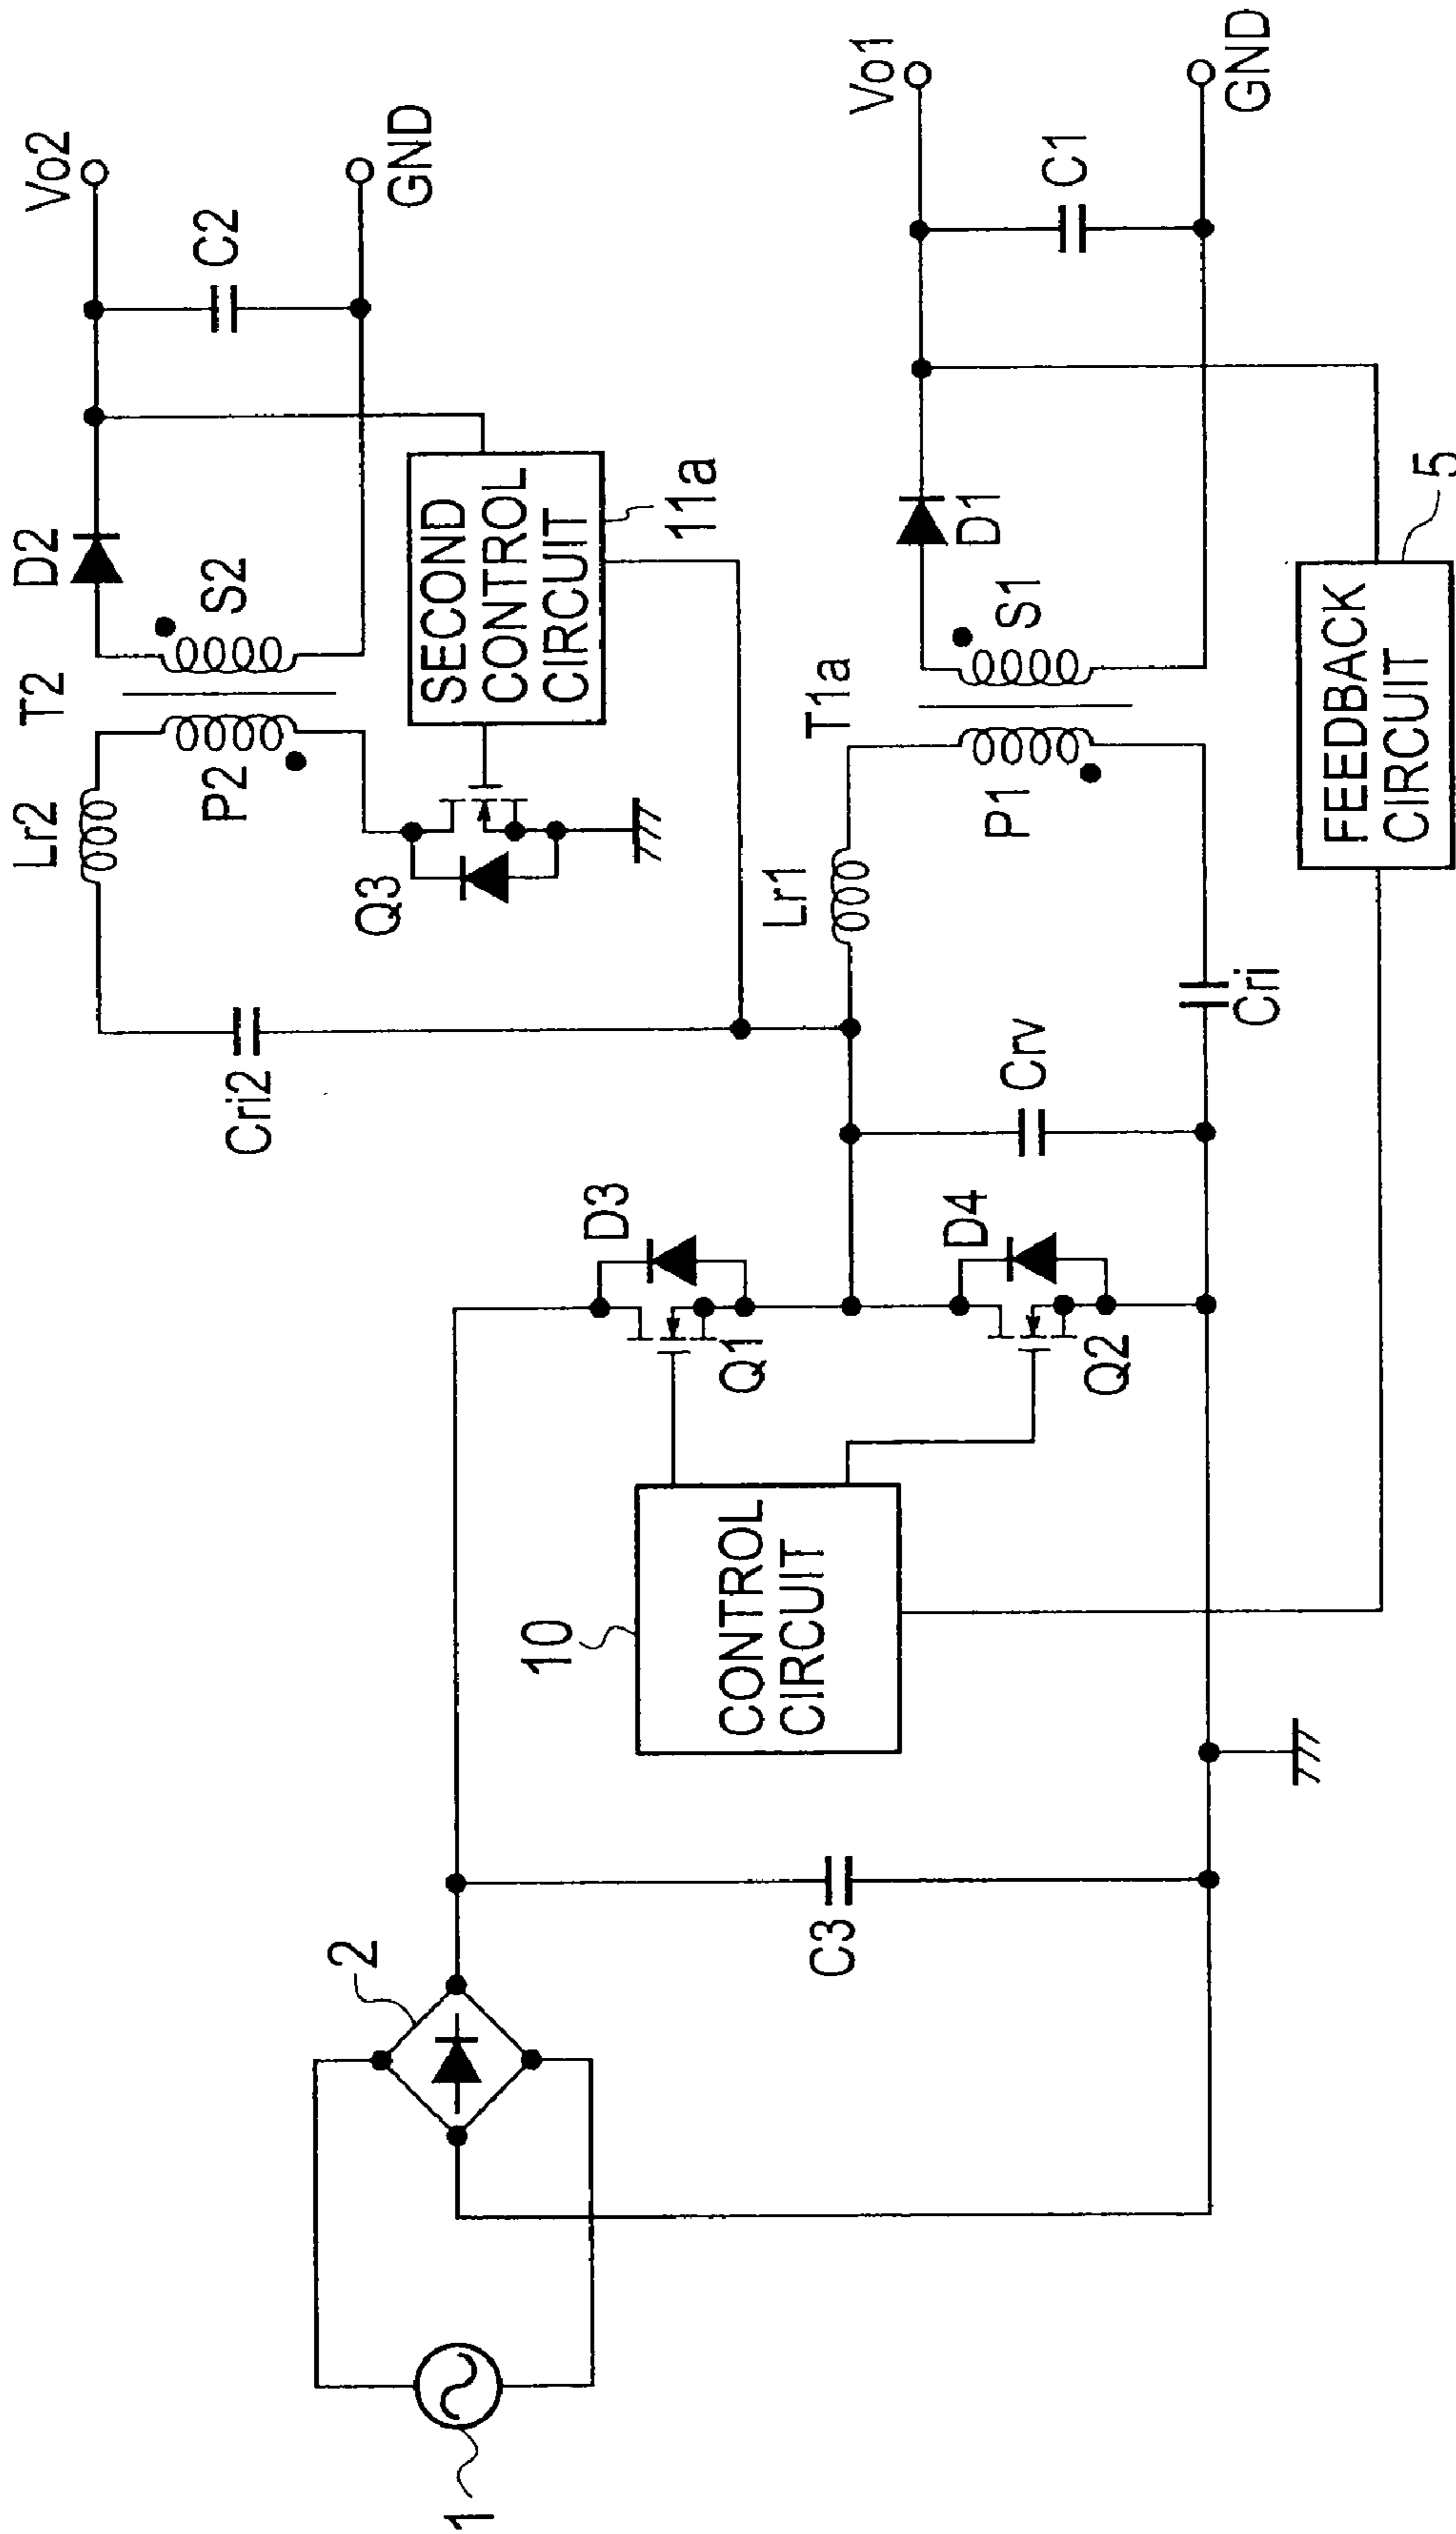 1
2
C3
10
CONTROL
CIRCUIT
Q1
D3
Q2
D4
Crv
Cri
Cri2
Lr2
T2
P2
S2
D2
Q3
SECOND
CONTROL
CIRCUIT
11a
C2
Vo2
GND
Lr1
T1a
P1
S1
D1
C1
Vo1
GND
FEEDBACK
CIRCUIT
5